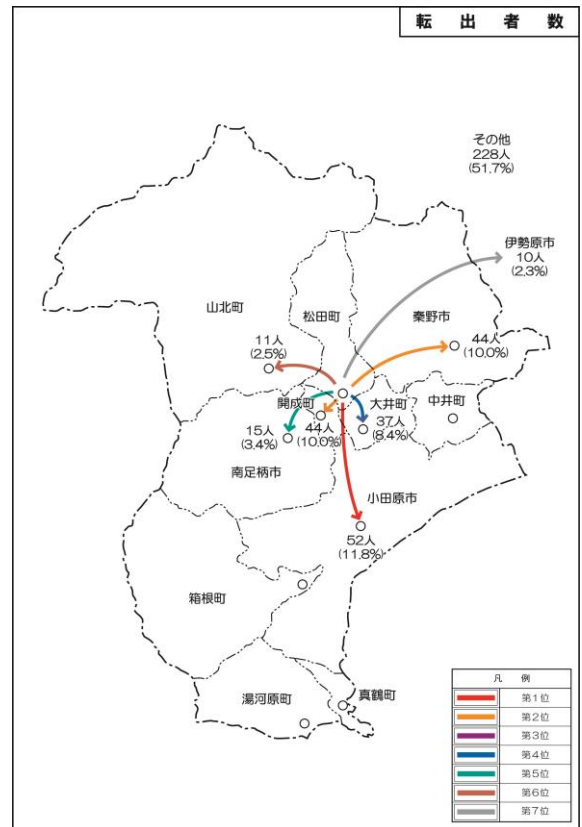 転 出 者 数
その他
228人
(51.7%)
伊勢原市
10人
(2.3%)
山北町
松田町
秦野市
11人
(2.5%)
44人
(10.0%)
開成町
大井町
中井町
15人
(3.4%)
44人
(10.0%)
37人
(8.4%)
南足柄市
小田原市
52人
(11.8%)
箱根町
湯河原町
真鶴町
凡 例
第1位
第2位
第3位
第4位
第5位
第6位
第7位